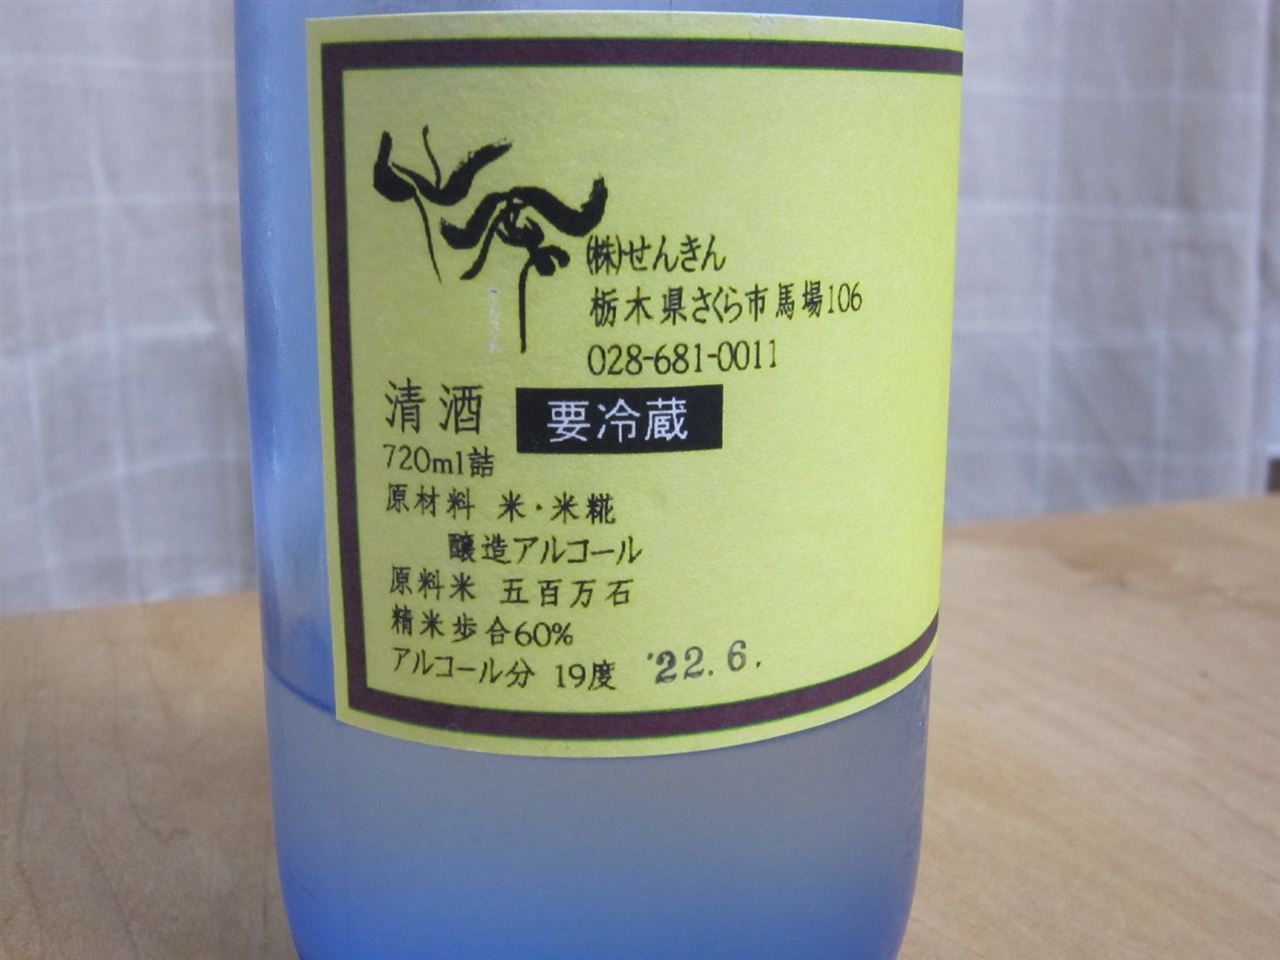 ㈱せんきん
栃木県さくら市馬場106
028-681-0011
清酒 要冷蔵
720ml詰
原材料 米・米糀
醸造アルコール
原料米 五百万石
精米歩合60%
アルコール分 19度 '22.6.